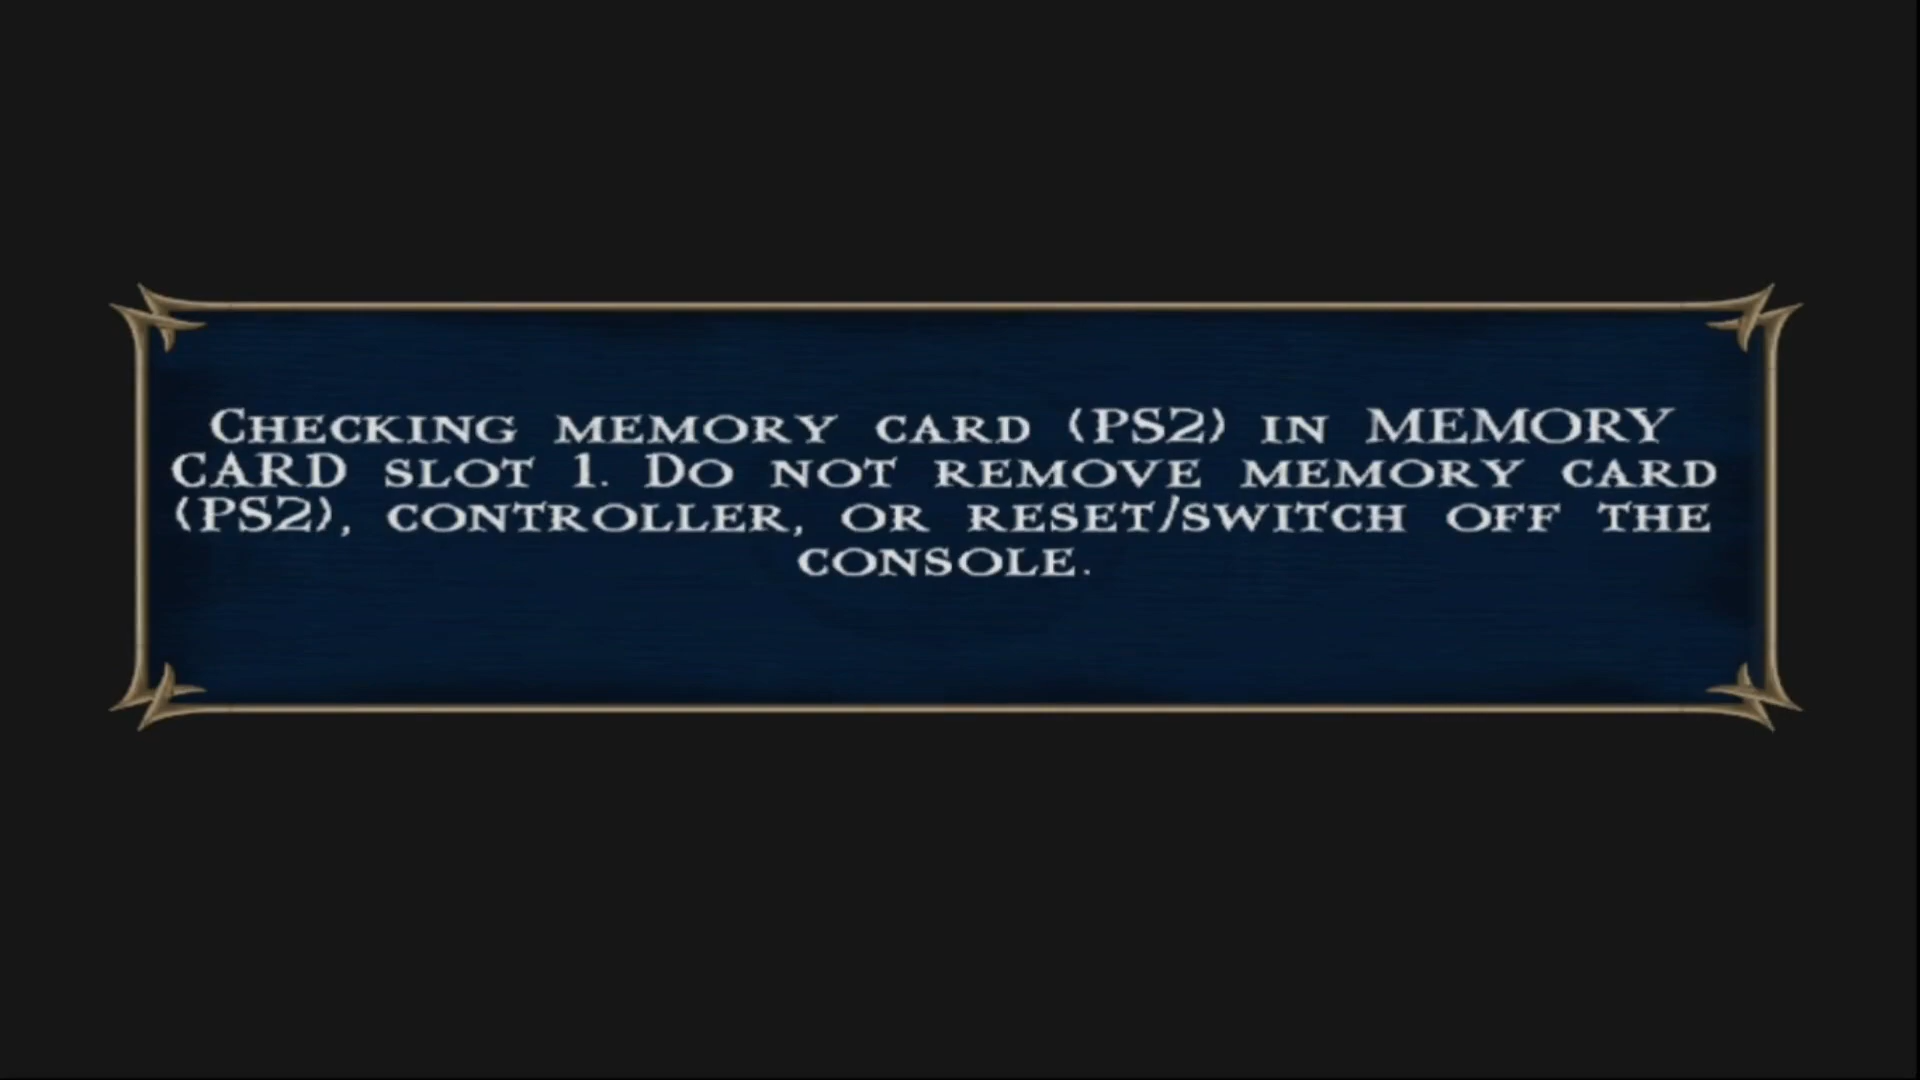 Checking memory card (PS2) in MEMORY
CARD slot 1. Do not remove memory card
(PS2), controller, or reset/switch off the
console.